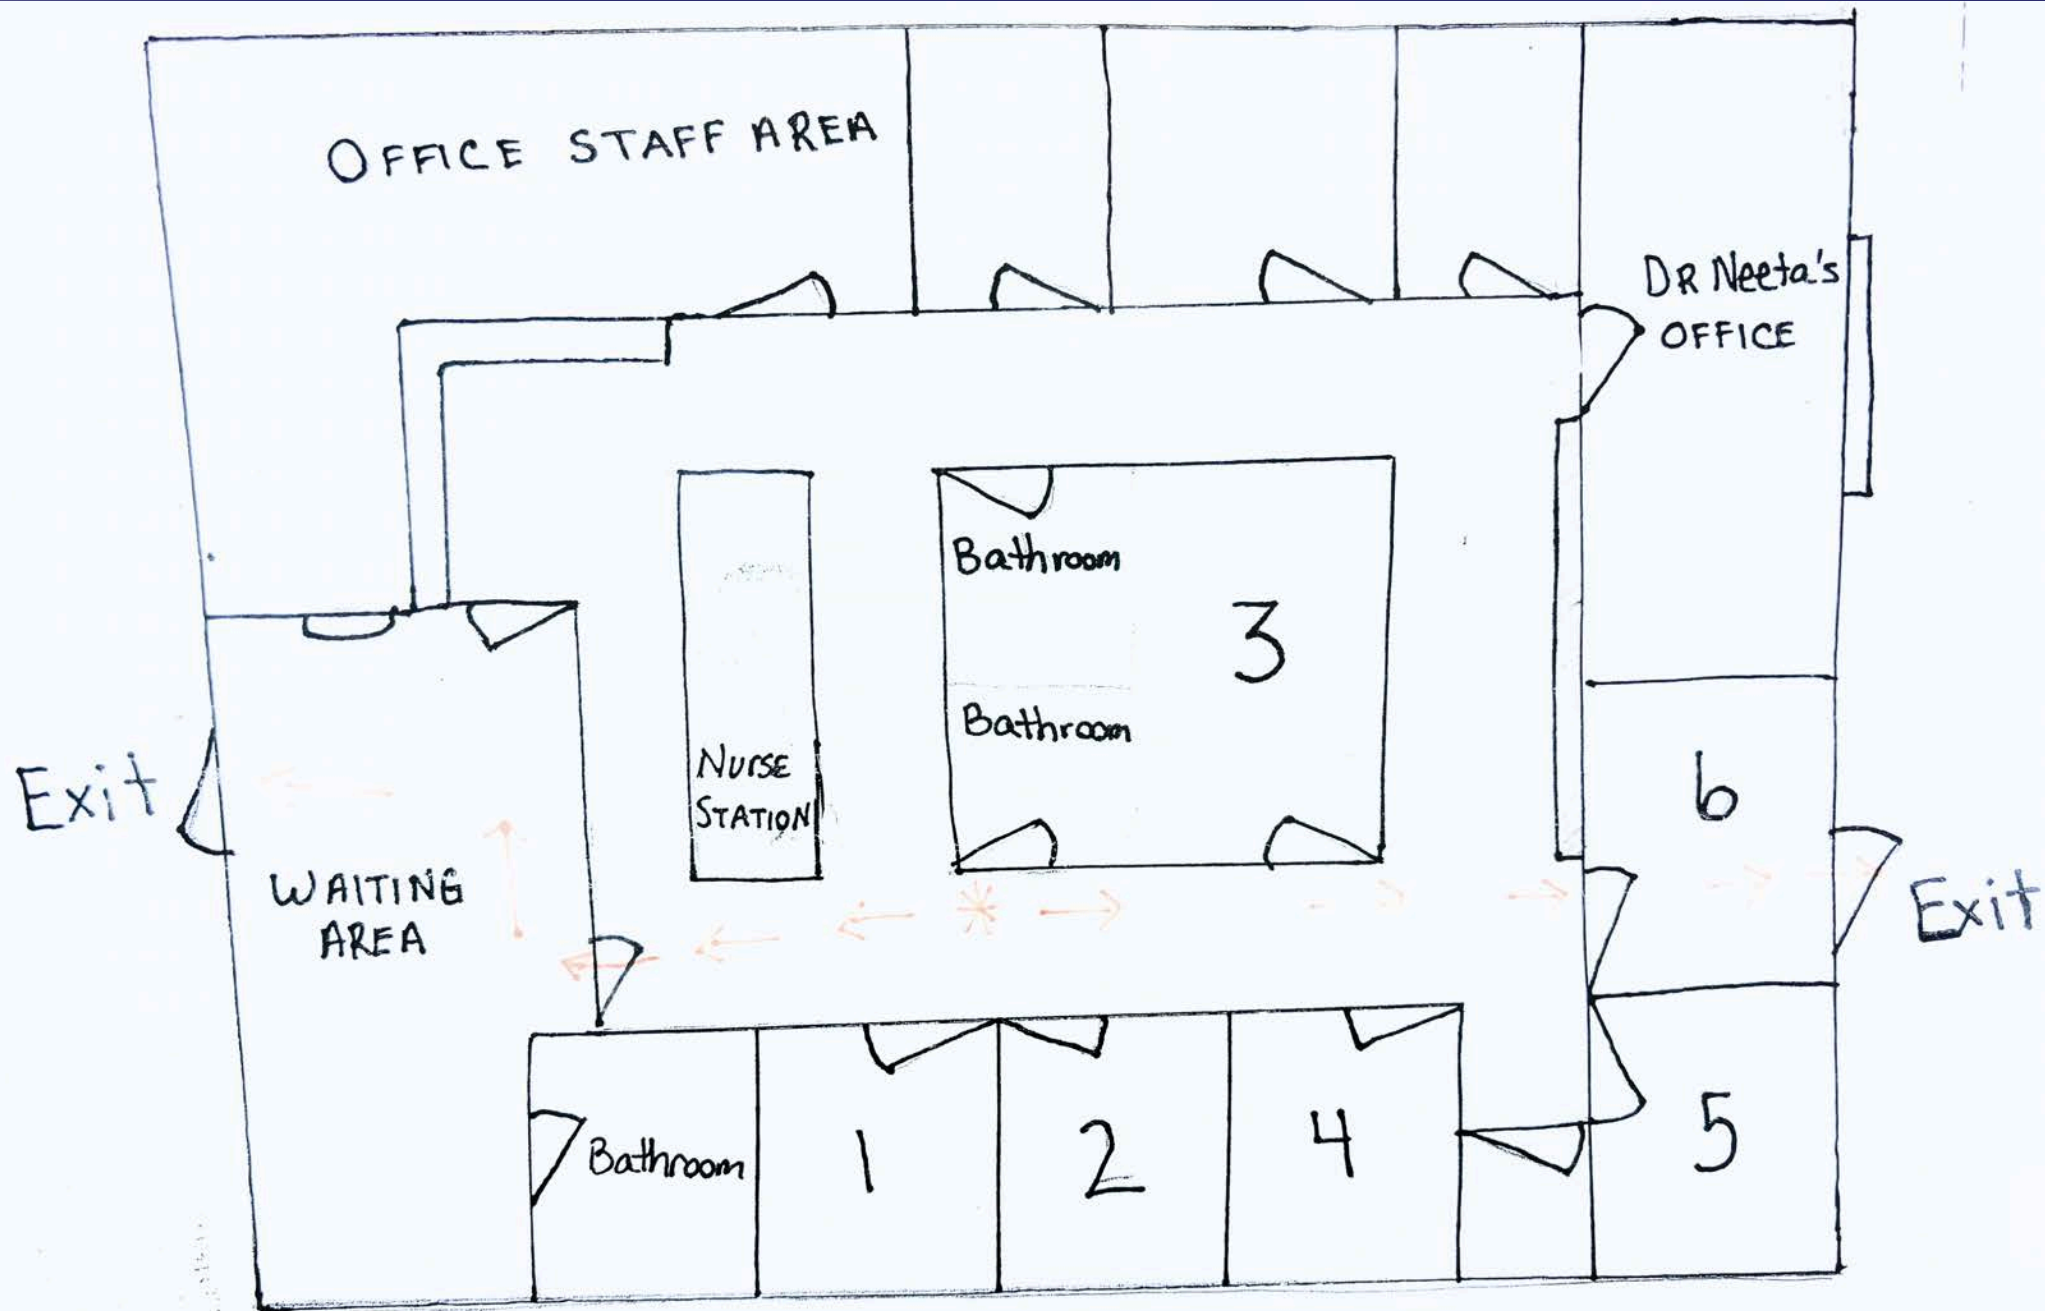 OFFICE STAFF AREA
DR Neeta's
OFFICE
Bathroom
3
Bathroom
Exit
NURSE
STATION
6
WAITING
AREA
Exit
Bathroom
1
2
4
5